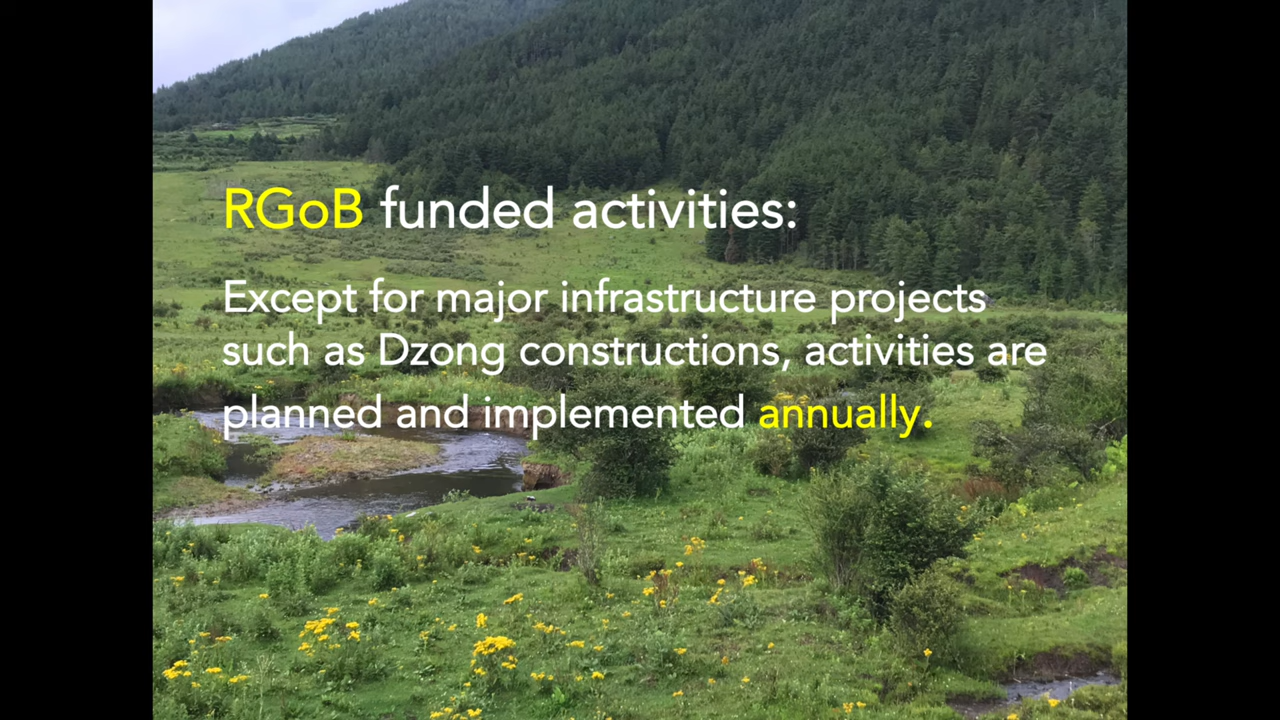 RGoB funded activities:
Except for major infrastructure projects
such as Dzong constructions, activities are
planned and implemented annually.